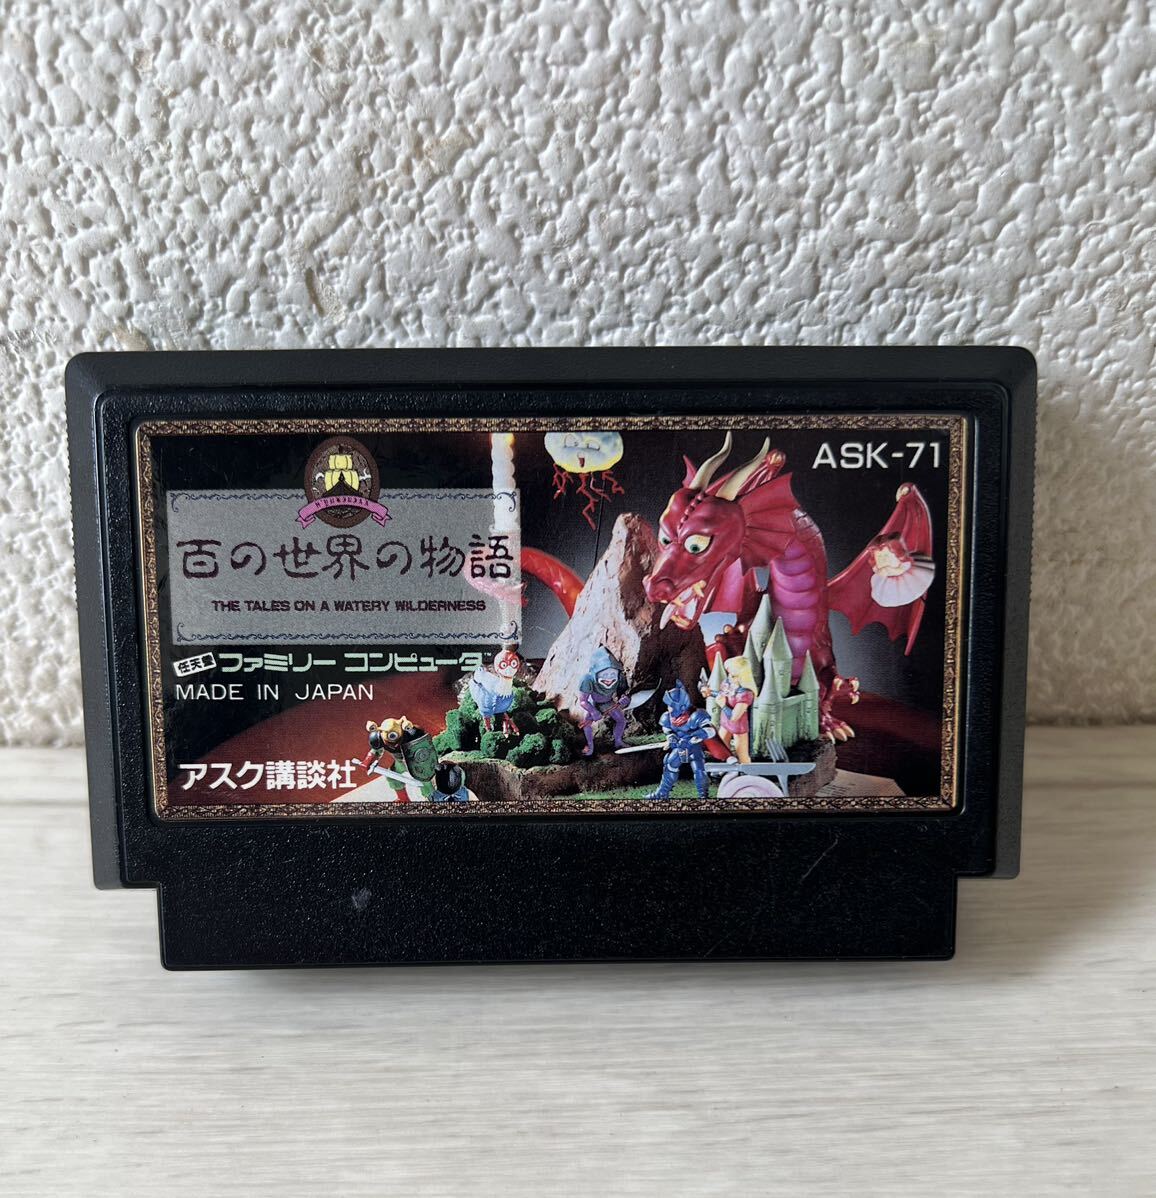 ASK-71
百の世界の物語
THE TALES ON A WATERY WILDERNESS
任天堂 ファミリー コンピュータ
MADE IN JAPAN
アスク講談社